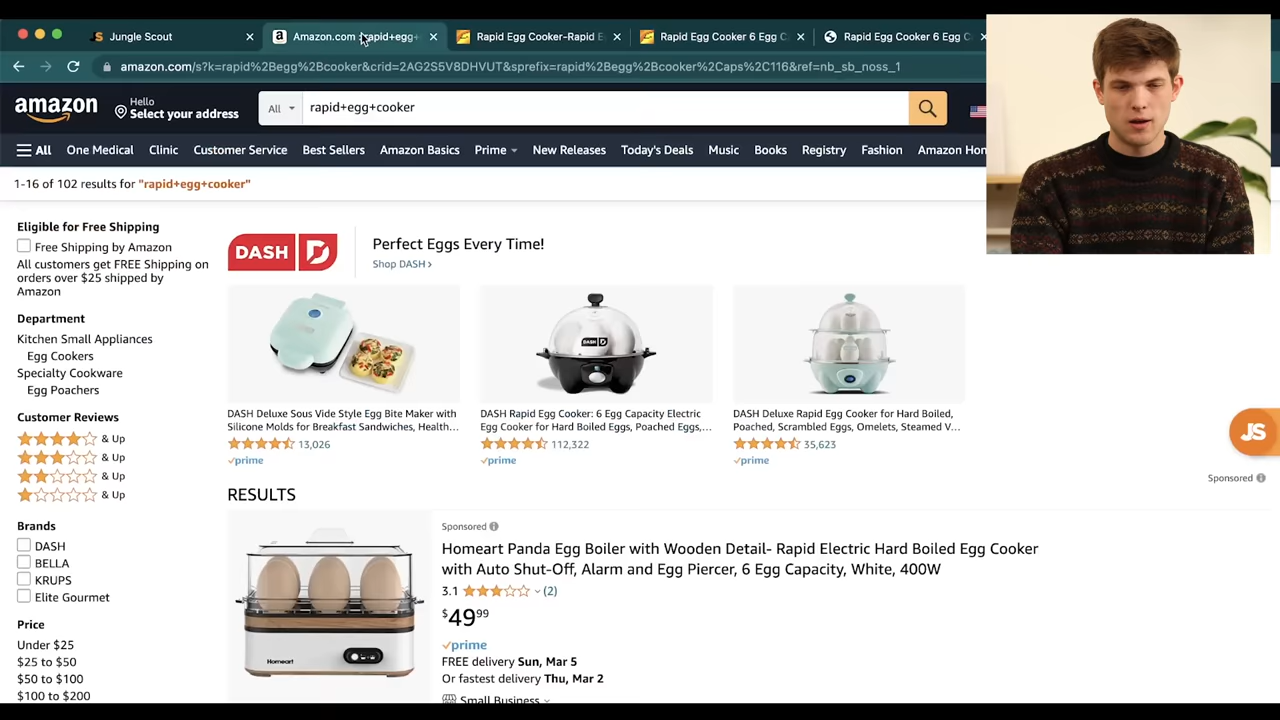 Jungle Scout
Amazon.com : rapid+egg+
Rapid Egg Cooker-Rapid E
Rapid Egg Cooker 6 Egg C
Rapid Egg Cooker 6 Egg C
amazon.com/s?k=rapid%2Begg%2Bcooker&crid=2AG2S5V8DHVUT&sprefix=rapid%2Begg%2Bcooker%2Caps%2C116&ref=nb_sb_noss_1
amazon
Hello
Select your address
All
rapid+egg+cooker
All
One Medical
Clinic
Customer Service
Best Sellers
Amazon Basics
Prime
New Releases
Today's Deals
Music
Books
Registry
Fashion
Amazon Hom
1-16 of 102 results for "rapid+egg+cooker"
Eligible for Free Shipping
Free Shipping by Amazon
All customers get FREE Shipping on
orders over $25 shipped by
Amazon
Department
Kitchen Small Appliances
Egg Cookers
Specialty Cookware
Egg Poachers
Customer Reviews
& Up
& Up
& Up
& Up
Brands
DASH
BELLA
KRUPS
Elite Gourmet
Price
Under $25
$25 to $50
$50 to $100
$100 to $200
DASH D
Perfect Eggs Every Time!
Shop DASH ›
DASH D
DASH Deluxe Sous Vide Style Egg Bite Maker with
Silicone Molds for Breakfast Sandwiches, Health...
13,026
prime
DASH Rapid Egg Cooker: 6 Egg Capacity Electric
Egg Cooker for Hard Boiled Eggs, Poached Eggs,...
112,322
prime
DASH Deluxe Rapid Egg Cooker for Hard Boiled,
Poached, Scrambled Eggs, Omelets, Steamed V...
35,623
prime
JS
Sponsored
RESULTS
Homeart
Sponsored
Homeart Panda Egg Boiler with Wooden Detail- Rapid Electric Hard Boiled Egg Cooker
with Auto Shut-Off, Alarm and Egg Piercer, 6 Egg Capacity, White, 400W
3.1 (2)
$49 99
prime
FREE delivery Sun, Mar 5
Or fastest delivery Thu, Mar 2
Small Business